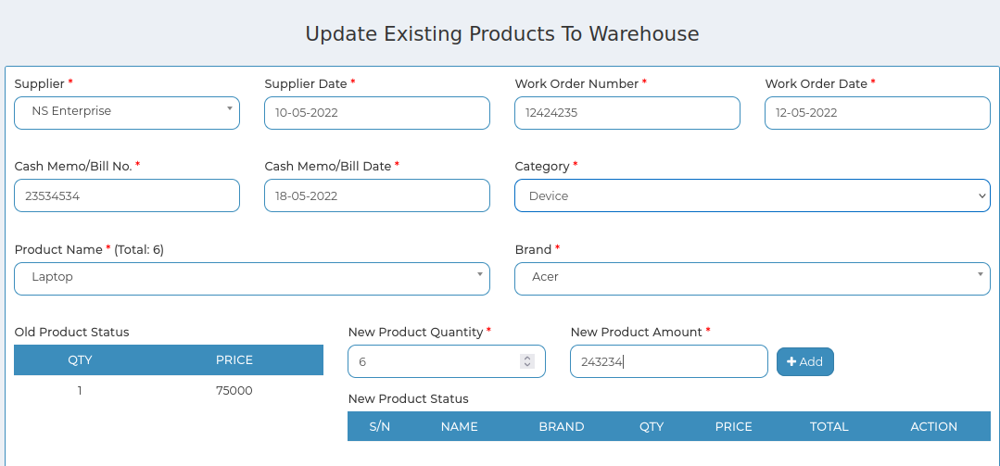 Update Existing Products To Warehouse
Supplier * Supplier Date * Work Order Number * Work Order Date *
NS Enterprise 10-05-2022 12424235 12-05-2022
Cash Memo/Bill No. * Cash Memo/Bill Date * Category *
23534534 18-05-2022 Device
Product Name * (Total: 6) Brand *
Laptop Acer
Old Product Status New Product Quantity * New Product Amount *
QTY PRICE 6 243234 + Add
1 75000
New Product Status
S/N NAME BRAND QTY PRICE TOTAL ACTION